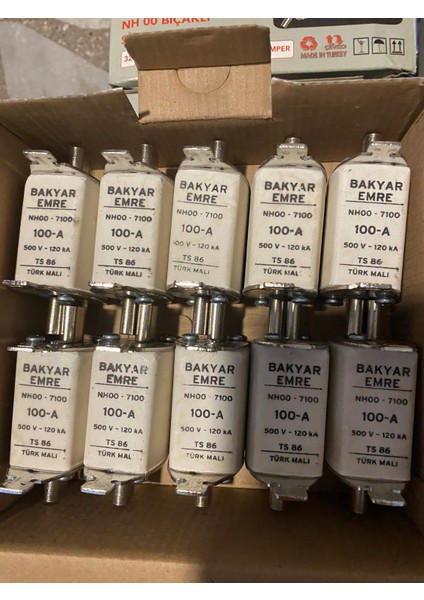 NH 00 BIÇAKLI
MADE IN TURKEY
BAKYAR
EMRE
NH00 - 7100
100-A
500 V - 120 kA
TS 86
TÜRK MALI
BAKYAR
EMRE
NH00 - 7100
100-A
500 V - 120 kA
TS 86
TÜRK MALI
BAKYAR
EMRE
NH00 - 7100
100-A
500 V - 120 kA
TS 86
TÜRK MALI
BAKYAR
EMRE
NH00 - 7100
100-A
500 V - 120 kA
TS 86
TÜRK MALI
BAKYAR
EMRE
NH00 - 7100
100-A
500 V - 120 kA
TS 86
TÜRK MALI
BAKYAR
EMRE
NH00 - 7100
100-A
500 V - 120 kA
TS 86
TÜRK MALI
BAKYAR
EMRE
NH00 - 7100
100-A
500 V - 120 kA
TS 86
TÜRK MALI
BAKYAR
EMRE
NH00 - 7100
100-A
500 V - 120 kA
TS 86
TÜRK MALI
BAKYAR
EMRE
NH00 - 7100
100-A
500 V - 120 kA
TS 86
TÜRK MALI
BAKYAR
EMRE
NH00 - 7100
100-A
500 V - 120 kA
TS 86
TÜRK MALI